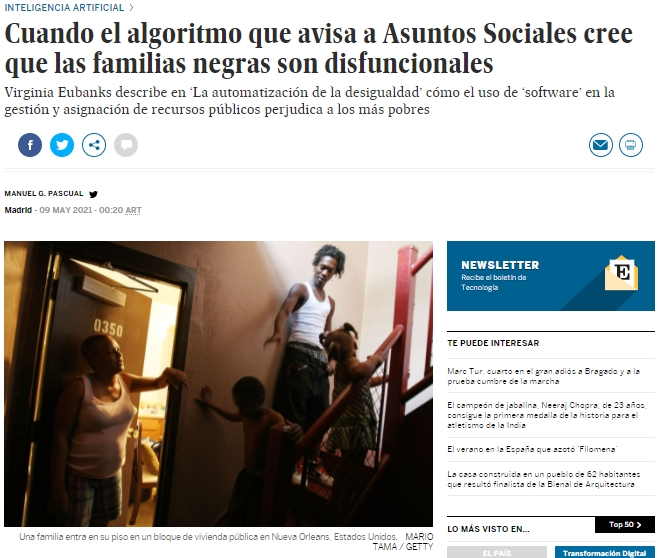 INTELIGENCIA ARTIFICIAL >
Cuando el algoritmo que avisa a Asuntos Sociales cree
que las familias negras son disfuncionales
Virginia Eubanks describe en ‘La automatización de la desigualdad’ cómo el uso de ‘software’ en la
gestión y asignación de recursos públicos perjudica a los más pobres
MANUEL G. PASCUAL
Madrid - 09 MAY 2021 - 00:20 ART
0350
Una familia entra en su piso en un bloque de vivienda pública en Nueva Orleans, Estados Unidos. MARIO
TAMA / GETTY
NEWSLETTER
Recibe el boletín de
Tecnología
E
TE PUEDE INTERESAR
Marc Tur, cuarto en el gran adiós a Bragado y a la
prueba cumbre de la marcha
El campeón de jabalina, Neeraj Chopra, de 23 años,
consigue la primera medalla de la historia para el
atletismo de la India
El verano en la España que azotó ‘Filomena’
La casa construida en un pueblo de 62 habitantes
que resultó finalista de la Bienal de Arquitectura
Top 50 >
LO MÁS VISTO EN...
EL PAÍS
Transformación Digital